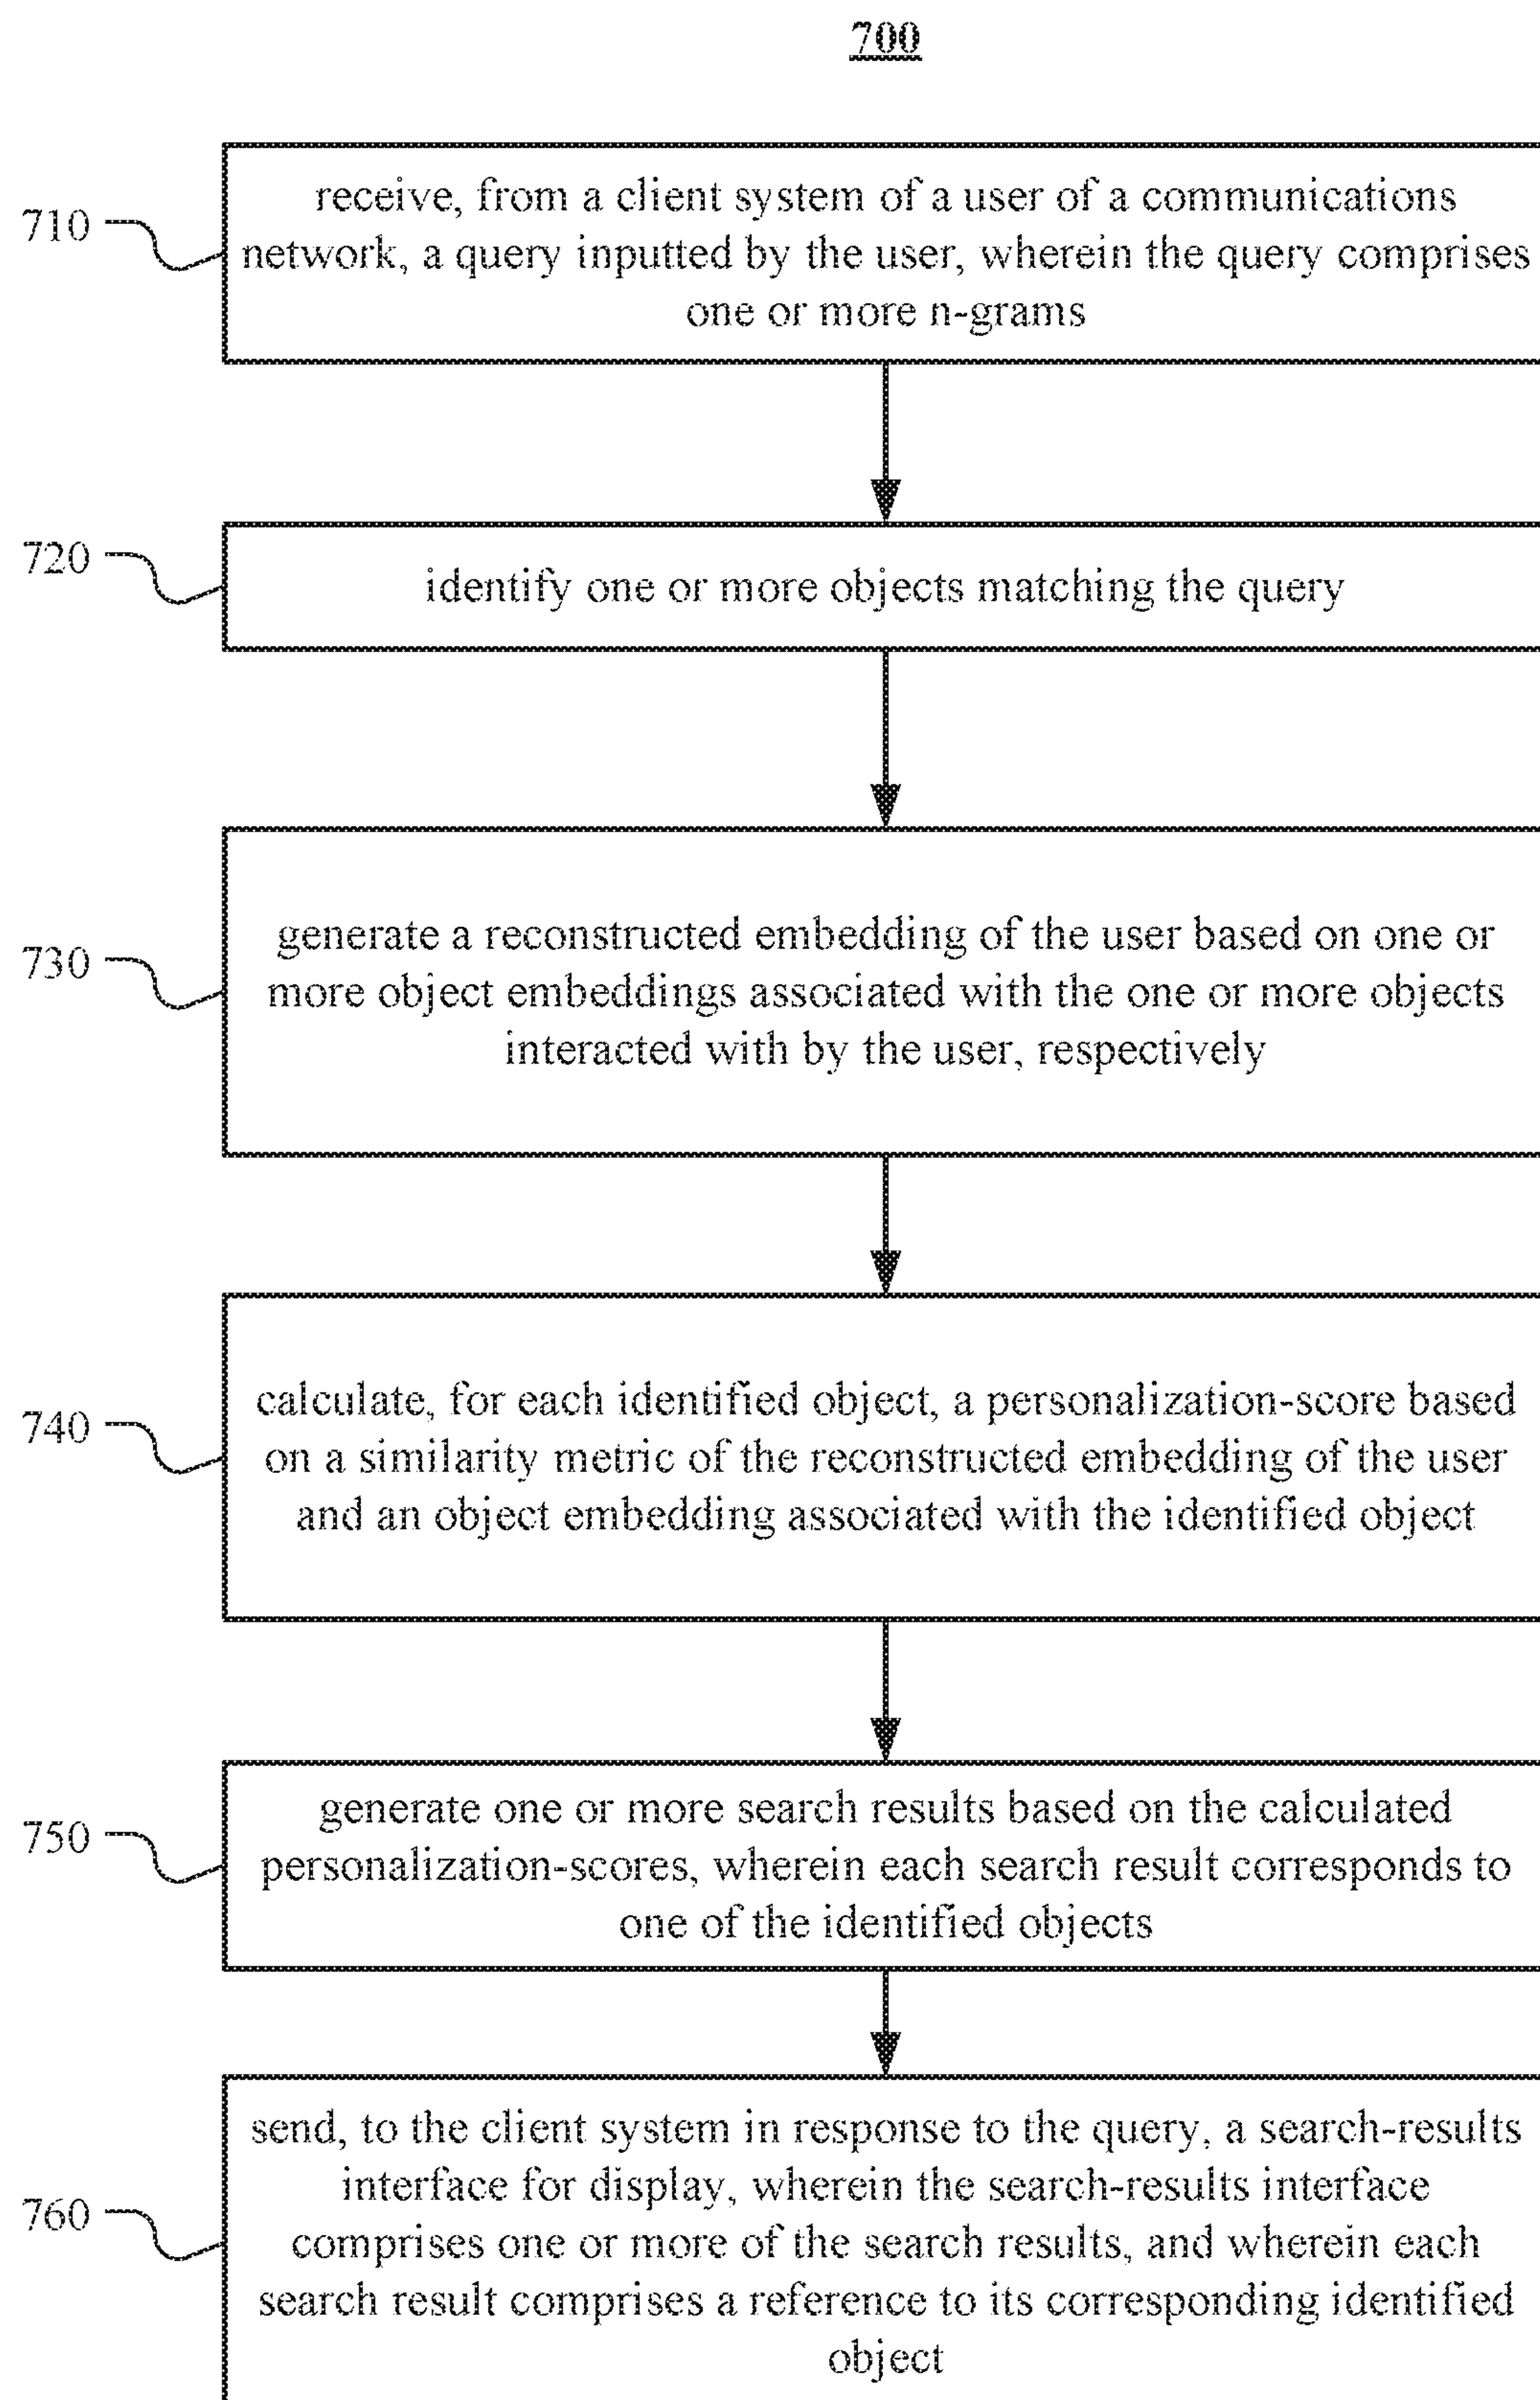 700
710
receive, from a client system of a user of a communications
network, a query inputted by the user, wherein the query comprises
one or more n-grams
720
identify one or more objects matching the query
730
generate a reconstructed embedding of the user based on one or
more object embeddings associated with the one or more objects
interacted with by the user, respectively
740
calculate, for each identified object, a personalization-score based
on a similarity metric of the reconstructed embedding of the user
and an object embedding associated with the identified object
750
generate one or more search results based on the calculated
personalization-scores, wherein each search result corresponds to
one of the identified objects
760
send, to the client system in response to the query, a search-results
interface for display, wherein the search-results interface
comprises one or more of the search results, and wherein each
search result comprises a reference to its corresponding identified
object